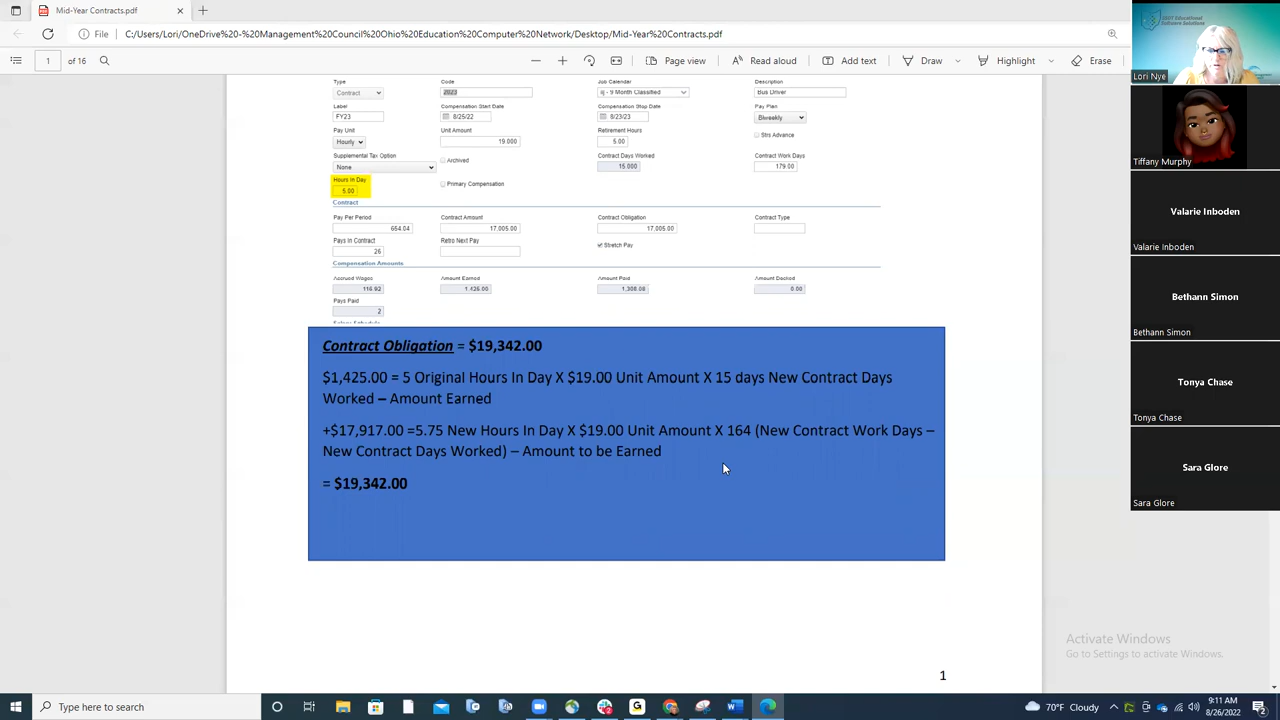 Mid-Year Contracts.pdf
File
C:/Users/Lori/OneDrive%20-%20Management%20Council%20Ohio%20Education%20Computer%20Network/Desktop/Mid-Year%20Contracts.pdf
1 of 19
Page view
Read aloud
Add text
Draw
Highlight
Erase
Type
Code
Job Calendar
Description
Contract
2023
9 Month Classified
Bus Driver
Label
Compensation Start Date
Compensation Stop Date
Pay Plan
FY23
8/25/22
8/23/23
Biweekly
Pay Unit
Unit Amount
Retirement Hours
Strs Advance
Hourly
19.000
5.00
Supplemental Tax Option
Archived
Contract Days Worked
Contract Work Days
None
15.000
179.00
Hours In Day
Primary Compensation
5.00
Contract
Pay Per Period
Contract Amount
Contract Obligation
Contract Type
654.04
17,005.00
17,005.00
Pays In Contract
Retro Next Pay
Stretch Pay
26
Compensation Amounts
Accrued Wages
Amount Earned
Amount Paid
Amount Docked
116.92
1,425.00
1,308.08
0.00
Pays Paid
2
Contract Obligation = $19,342.00
$1,425.00 = 5 Original Hours In Day X $19.00 Unit Amount X 15 days New Contract Days
Worked – Amount Earned
+$17,917.00 =5.75 New Hours In Day X $19.00 Unit Amount X 164 (New Contract Work Days –
New Contract Days Worked) – Amount to be Earned
= $19,342.00
1
Educational
Software Solutions
Lori Nye
Tiffany Murphy
Valarie Inboden
Valarie Inboden
Bethann Simon
Bethann Simon
Tonya Chase
Tonya Chase
Sara Glore
Sara Glore
Activate Windows
Go to Settings to activate Windows.
Type here to search
70°F Cloudy
9:11 AM
8/26/2022